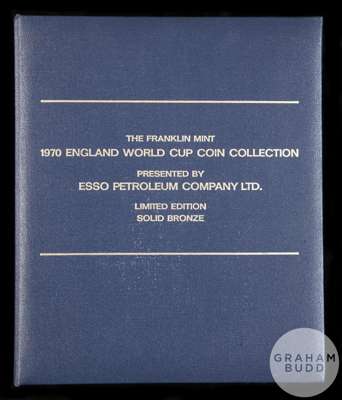 THE FRANKLIN MINT
1970 ENGLAND WORLD CUP COIN COLLECTION
PRESENTED BY
ESSO PETROLEUM COMPANY LTD.
LIMITED EDITION
SOLID BRONZE
GRAHAM
BUDD